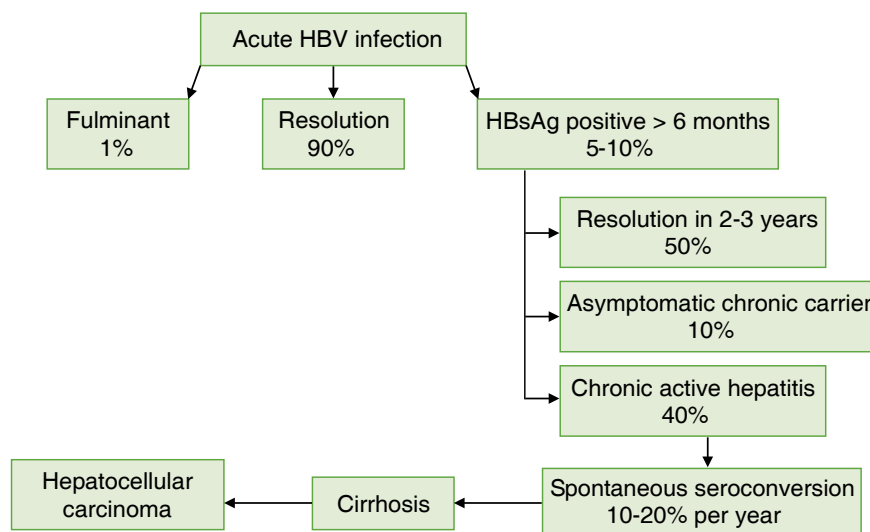 Acute HBV infection
Fulminant
1%
Resolution
90%
HBsAg positive > 6 months
5-10%
Resolution in 2-3 years
50%
Asymptomatic chronic carrier
10%
Chronic active hepatitis
40%
Hepatocellular
carcinoma
Cirrhosis
Spontaneous seroconversion
10-20% per year